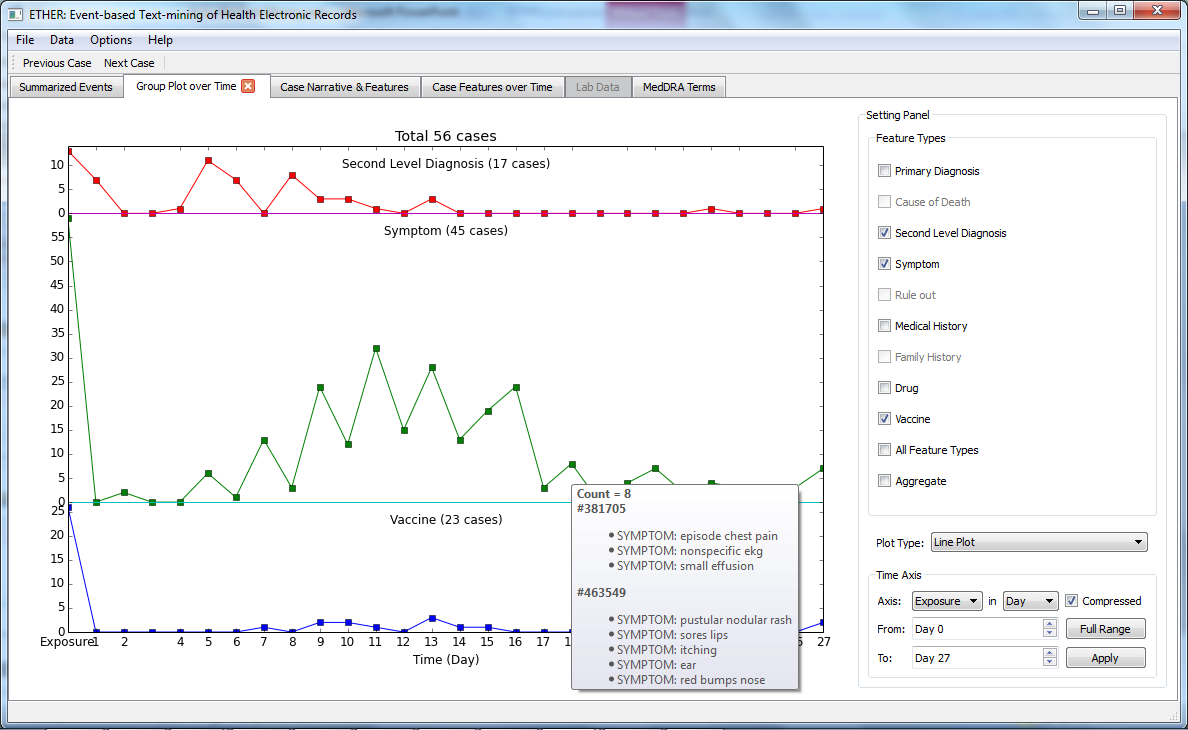 ETHER: Event-based Text-mining of Health Electronic Records
File Data Options Help
Previous Case Next Case
Summarized Events Group Plot over Time Case Narrative & Features Case Features over Time Lab Data MedDRA Terms
Total 56 cases
Second Level Diagnosis (17 cases)
10
5
0
Symptom (45 cases)
55
50
45
40
35
30
25
20
15
10
5
0
Vaccine (23 cases)
25
20
15
10
5
0
Exposure 1 2 3 4 5 6 7 8 9 10 11 12 13 14 15 16 17 27
Time (Day)
Count = 8
#381705
• SYMPTOM: episode chest pain
• SYMPTOM: nonspecific ekg
• SYMPTOM: small effusion
#463549
• SYMPTOM: pustular nodular rash
• SYMPTOM: sores lips
• SYMPTOM: itching
• SYMPTOM: ear
• SYMPTOM: red bumps nose
Setting Panel
Feature Types
Primary Diagnosis
Cause of Death
Second Level Diagnosis
Symptom
Rule out
Medical History
Family History
Drug
Vaccine
All Feature Types
Aggregate
Plot Type: Line Plot
Time Axis
Axis: Exposure in Day Compressed
From: Day 0 Full Range
To: Day 27 Apply